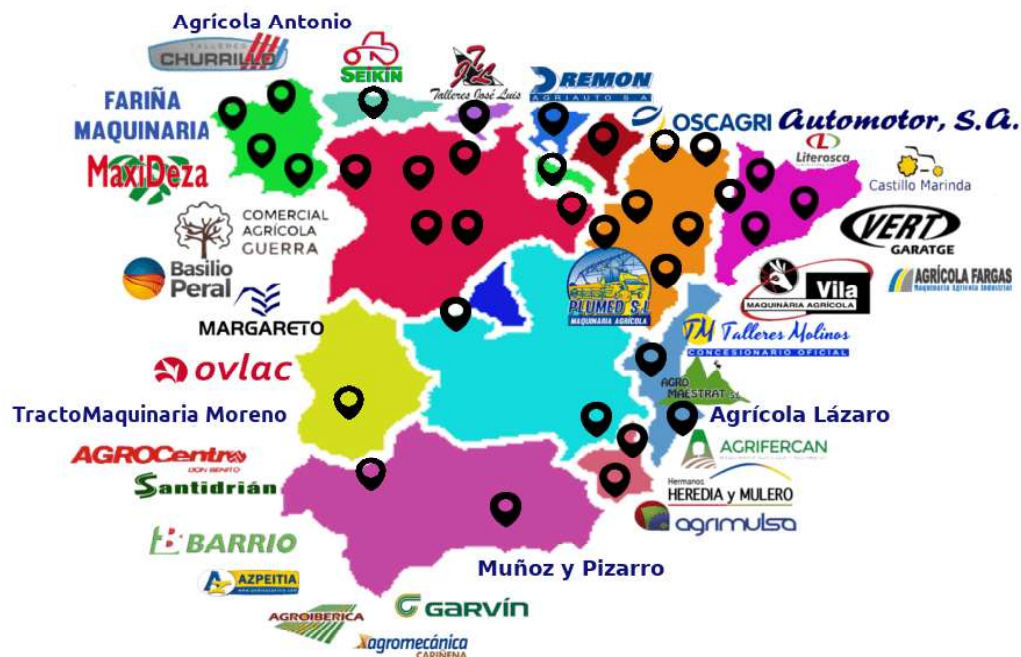 Agrícola Antonio
TALLERES
CHURRILLO
SEIKIN
JTL
Talleres José Luis
REMON
AGRIAUTO S.A
OSCAGRI
Automotor, S.A.
Literosca
Castillo Marinda
FARIÑA
MAQUINARIA
MaxiDeza
COMERCIAL
AGRÍCOLA
GUERRA
VERT
GARATGE
Basilio
Peral
PLUMED S.L
MAQUINARIA AGRÍCOLA
Vila
MAQUINÀRIA AGRÍCOLA
AGRÍCOLA FARGAS
Maquinaria Agrícola Industrial
MARGARETO
TM Talleres Molinos
CONCESIONARIO OFICIAL
ovlac
AGRO
MAESTRAT
TractoMaquinaria Moreno
Agrícola Lázaro
AGROCentro
DON BENITO
AGRIFERCAN
Santidrián
Hermanos
HEREDIA y MULERO
agrimulsa
BARRIO
Muñoz y Pizarro
AZPEITIA
GARVÍN
AGROIBERICA
agromecánica
CARIÑENA